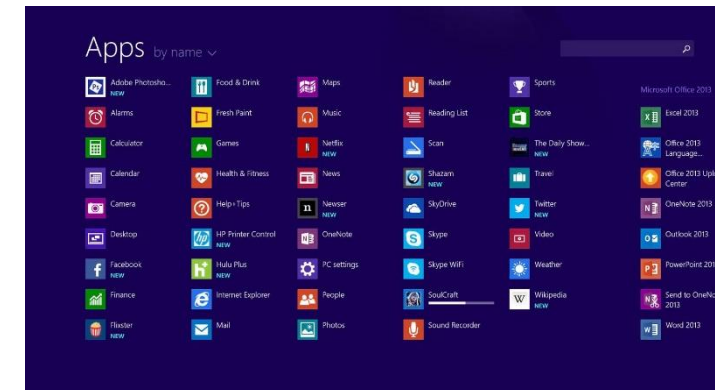 Apps by name
Adobe Photosho...
NEW
Alarms
Calculator
Calendar
Camera
Desktop
Facebook
NEW
Finance
Flixster
NEW
Food & Drink
Fresh Paint
Games
Health & Fitness
Help+Tips
HP Printer Control
NEW
Hulu Plus
NEW
Internet Explorer
Mail
Maps
Music
Netflix
NEW
News
Newser
NEW
OneNote
PC settings
People
Photos
Reader
Reading List
Scan
Shazam
NEW
SkyDrive
Skype
Skype WiFi
SoulCraft
Sound Recorder
Sports
Store
The Daily Show...
NEW
Travel
Twitter
NEW
Video
Weather
Wikipedia
NEW
Microsoft Office 2013
Excel 2013
Office 2013
Language...
Office 2013 Upl
Center
OneNote 2013
Outlook 2013
PowerPoint 201
Send to OneNo
2013
Word 2013